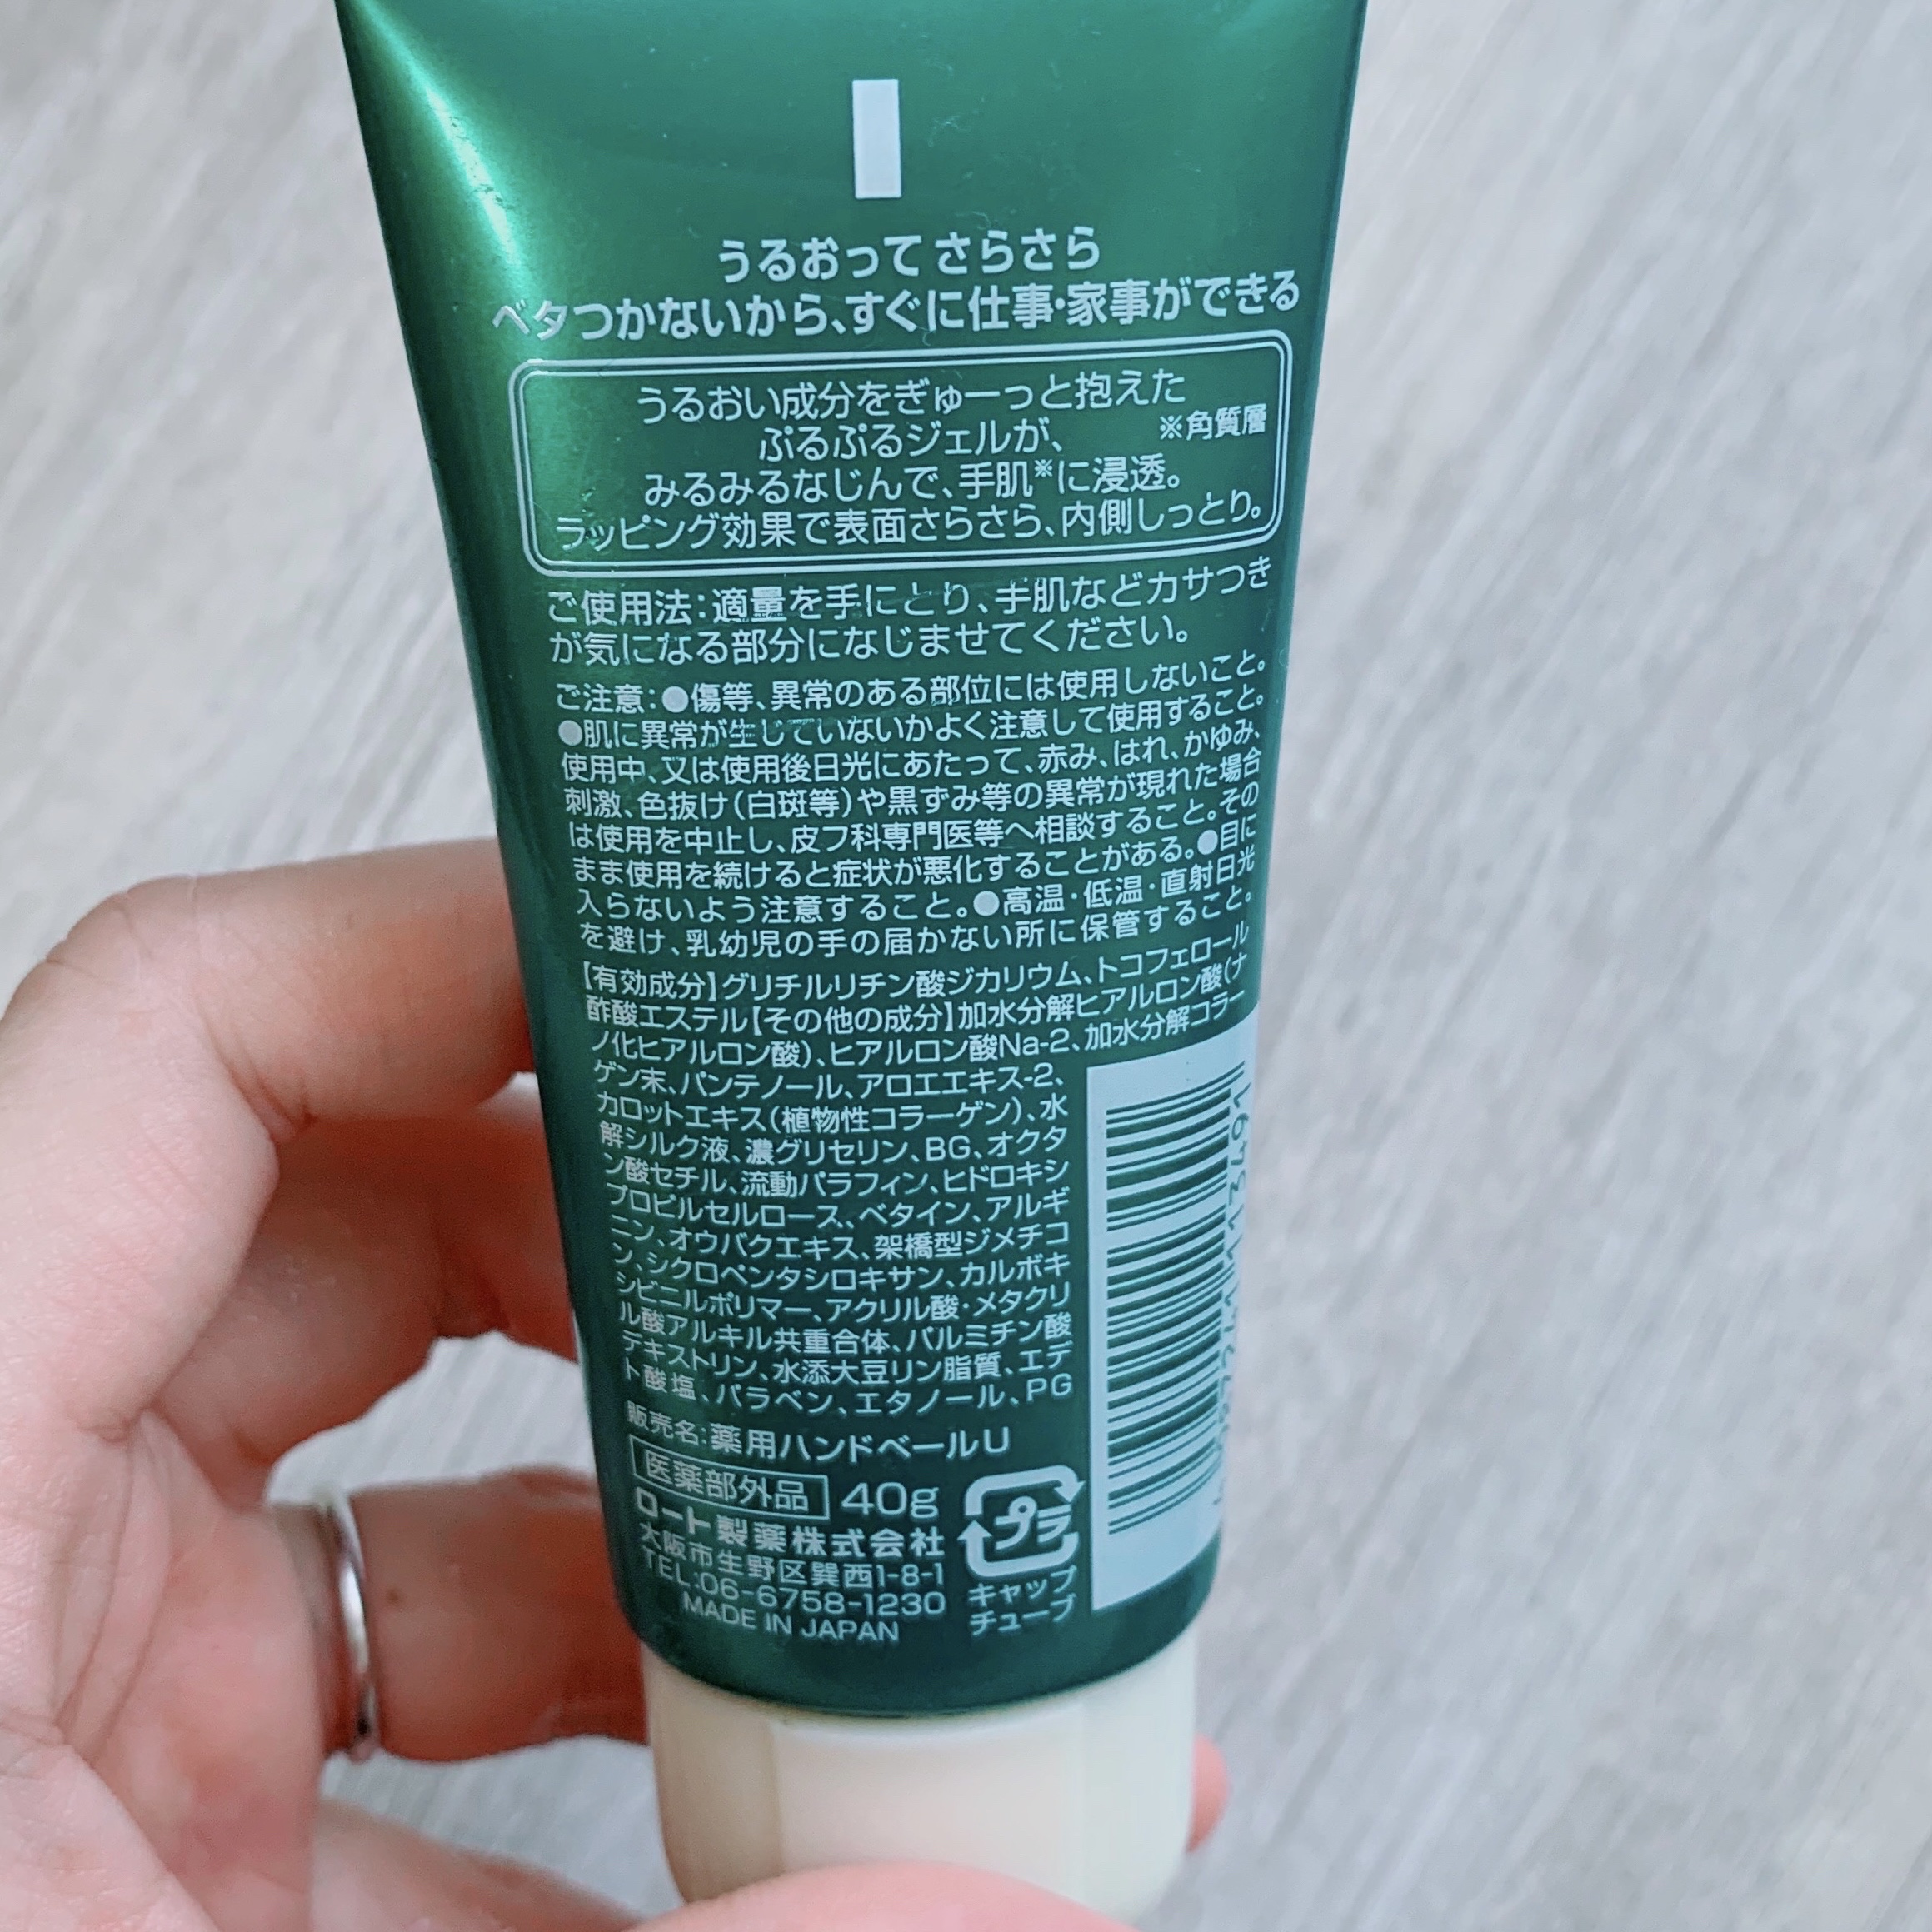 うるおって さらさら
ベタつかないから、すぐに仕事・家事ができる
うるおい成分をぎゅーっと抱えた
ぷるぷるジェルが、
※角質層
みるみるなじんで、手肌※に浸透。
ラッピング効果で表面さらさら、内側しっとり。
ご使用法：適量を手にとり、手肌などカサつき
が気になる部分になじませてください。
ご注意：●傷等、異常のある部位には使用しないこと。
●肌に異常が生じていないかよく注意して使用すること。
使用中、又は使用後日光にあたって、赤み、はれ、かゆみ、
刺激、色抜け（白斑等）や黒ずみ等の異常が現れた場合
は使用を中止し、皮フ科専門医等へ相談すること。その
まま使用を続けると症状が悪化することがある。●目に
入らないよう注意すること。●高温・低温・直射日光
を避け、乳幼児の手の届かない所に保管すること。
【有効成分】グリチルリチン酸ジカリウム、トコフェロール
酢酸エステル【その他の成分】加水分解ヒアルロン酸（ナ
ノ化ヒアルロン酸）、ヒアルロン酸Na-2、加水分解コラー
ゲン末、パンテノール、アロエエキス-2、
カロットエキス（植物性コラーゲン）、水
解シルク液、濃グリセリン、BG、オクタ
ン酸セチル、流動パラフィン、ヒドロキシ
プロピルセルロース、ベタイン、アルギ
ニン、オウバクエキス、架橋型ジメチコ
ン、シクロペンタシロキサン、カルボキ
シビニルポリマー、アクリル酸・メタクリ
ル酸アルキル共重合体、パルミチン酸
デキストリン、水添大豆リン脂質、エデ
ト酸塩、パラベン、エタノール、PG
販売名：薬用ハンドベールU
医薬部外品 40g
ロート製薬株式会社
大阪市生野区巽西1-8-1
TEL：06-6758-1230
MADE IN JAPAN
プラ
キャップ
チューブ